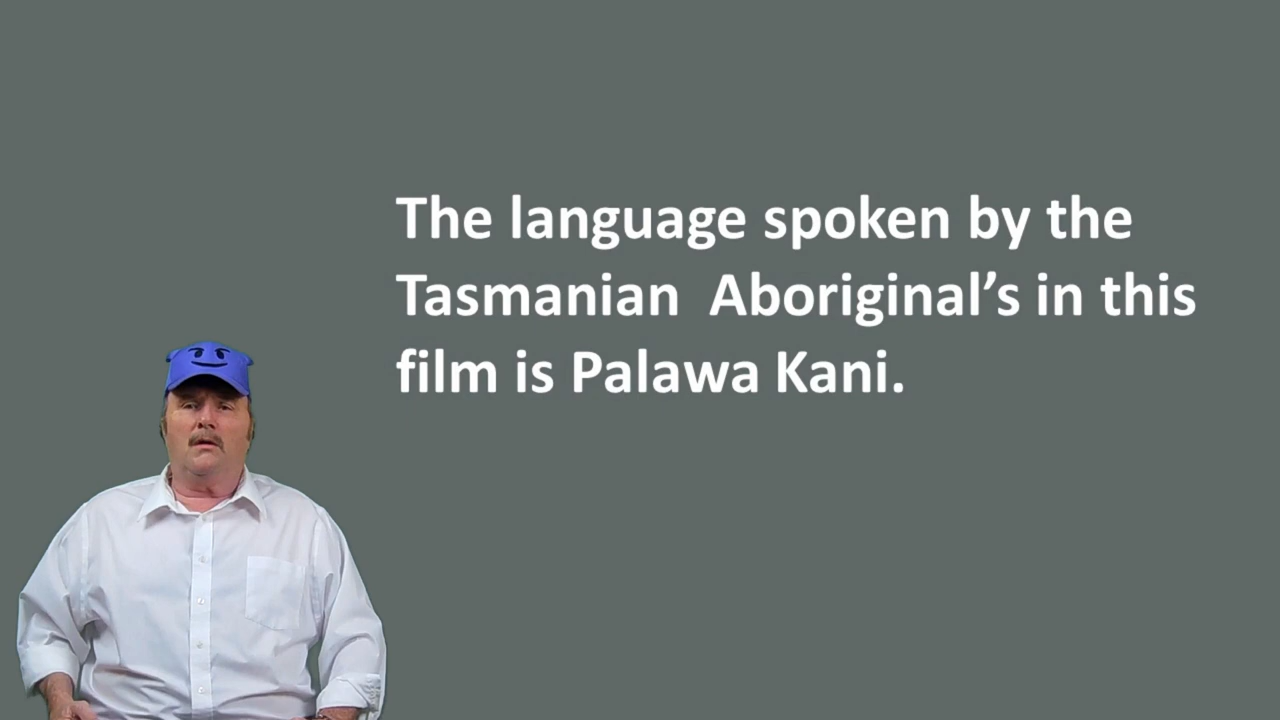 The language spoken by the
Tasmanian  Aboriginal’s in this
film is Palawa Kani.